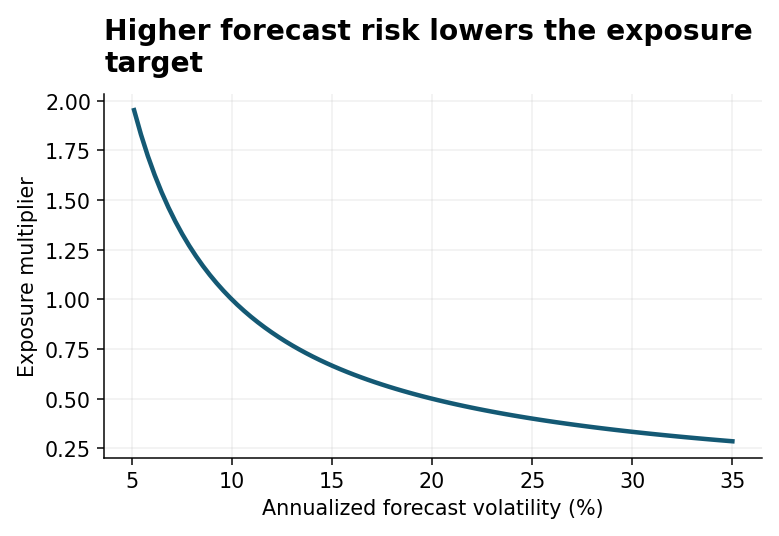 Higher forecast risk lowers the exposure
target
2.00
1.75
1.50
1.25
1.00
0.75
0.50
0.25
Exposure multiplier
5 10 15 20 25 30 35
Annualized forecast volatility (%)